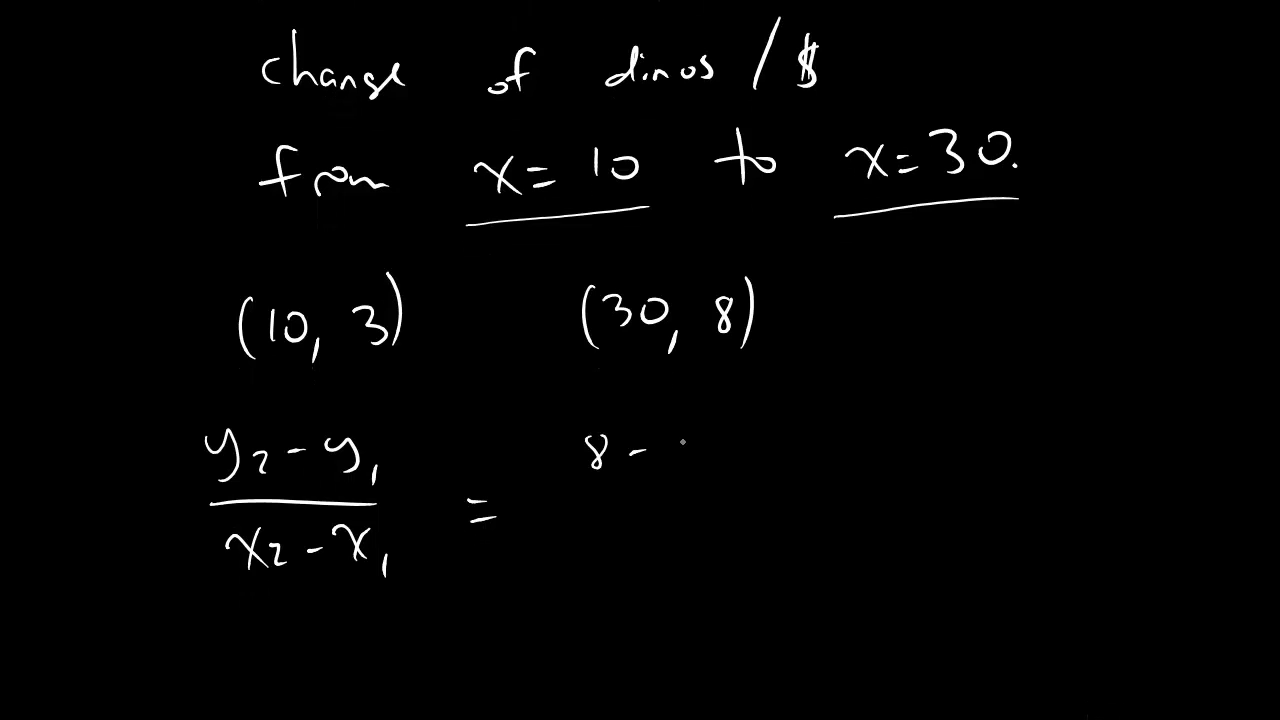 change of dinos / $
from x = 10 to x = 30.
(10, 3) (30, 8)
y₂ - y₁ / x₂ - x₁ = 8 -